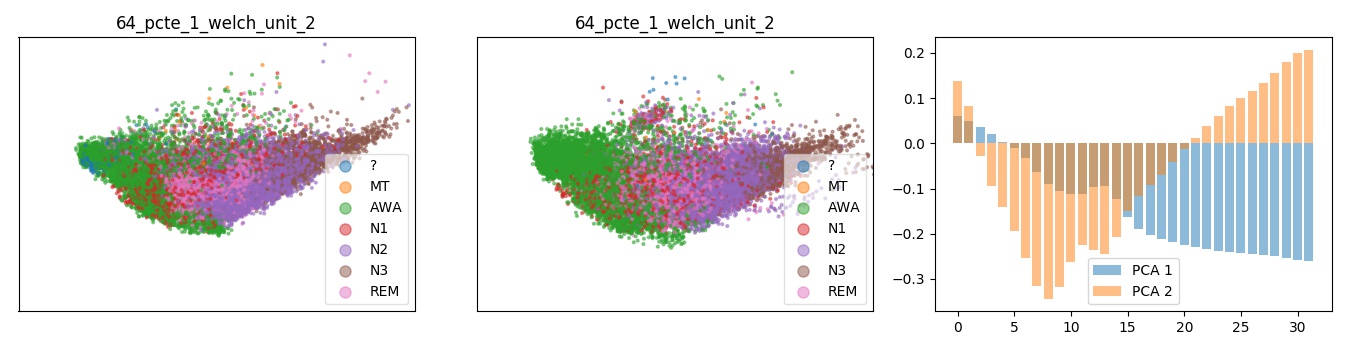 64_pcte_1_welch_unit_2
?
MT
AWA
N1
N2
N3
REM
64_pcte_1_welch_unit_2
?
MT
AWA
N1
N2
N3
REM
0.2
0.1
0.0
−0.1
−0.2
−0.3
PCA 1
PCA 2
0 5 10 15 20 25 30